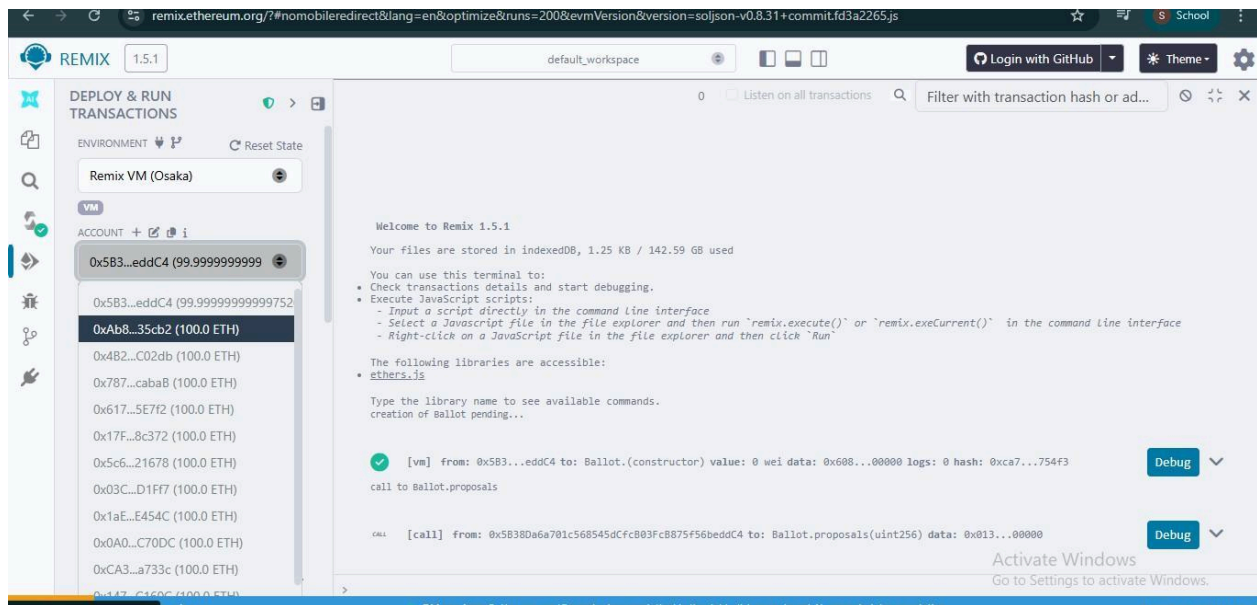 remix.ethereum.org/?#nomobileredirect&lang=en&optimize&runs=200&evmVersion&version=soljson-v0.8.31+commit.fd3a2265.js
S School
REMIX 1.5.1
default_workspace
Login with GitHub
Theme
DEPLOY & RUN
TRANSACTIONS
0 Listen on all transactions
Filter with transaction hash or ad...
ENVIRONMENT
Reset State
Remix VM (Osaka)
VM
ACCOUNT
0x5B3...eddC4 (99.9999999999
0x5B3...eddC4 (99.99999999999752
0xAb8...35cb2 (100.0 ETH)
0x4B2...C02db (100.0 ETH)
0x787...cabaB (100.0 ETH)
0x617...5E7f2 (100.0 ETH)
0x17F...8c372 (100.0 ETH)
0x5c6...21678 (100.0 ETH)
0x03C...D1Ff7 (100.0 ETH)
0x1aE...E454C (100.0 ETH)
0x0A0...C70DC (100.0 ETH)
0xCA3...a733c (100.0 ETH)
0x147...C160C (100.0 ETH)
Welcome to Remix 1.5.1
Your files are stored in indexedDB, 1.25 KB / 142.59 GB used
You can use this terminal to:
• Check transactions details and start debugging.
• Execute JavaScript scripts:
- Input a script directly in the command line interface
- Select a Javascript file in the file explorer and then run `remix.execute()` or `remix.exeCurrent()` in the command line interface
- Right-click on a JavaScript file in the file explorer and then click `Run`
The following libraries are accessible:
• ethers.js
Type the library name to see available commands.
creation of Ballot pending...
[vm] from: 0x5B3...eddC4 to: Ballot.(constructor) value: 0 wei data: 0x608...00000 logs: 0 hash: 0xca7...754f3
Debug
call to Ballot.proposals
CALL [call] from: 0x5B38Da6a701c568545dCfcB03FcB875f56beddC4 to: Ballot.proposals(uint256) data: 0x013...00000
Debug
>
Activate Windows
Go to Settings to activate Windows.